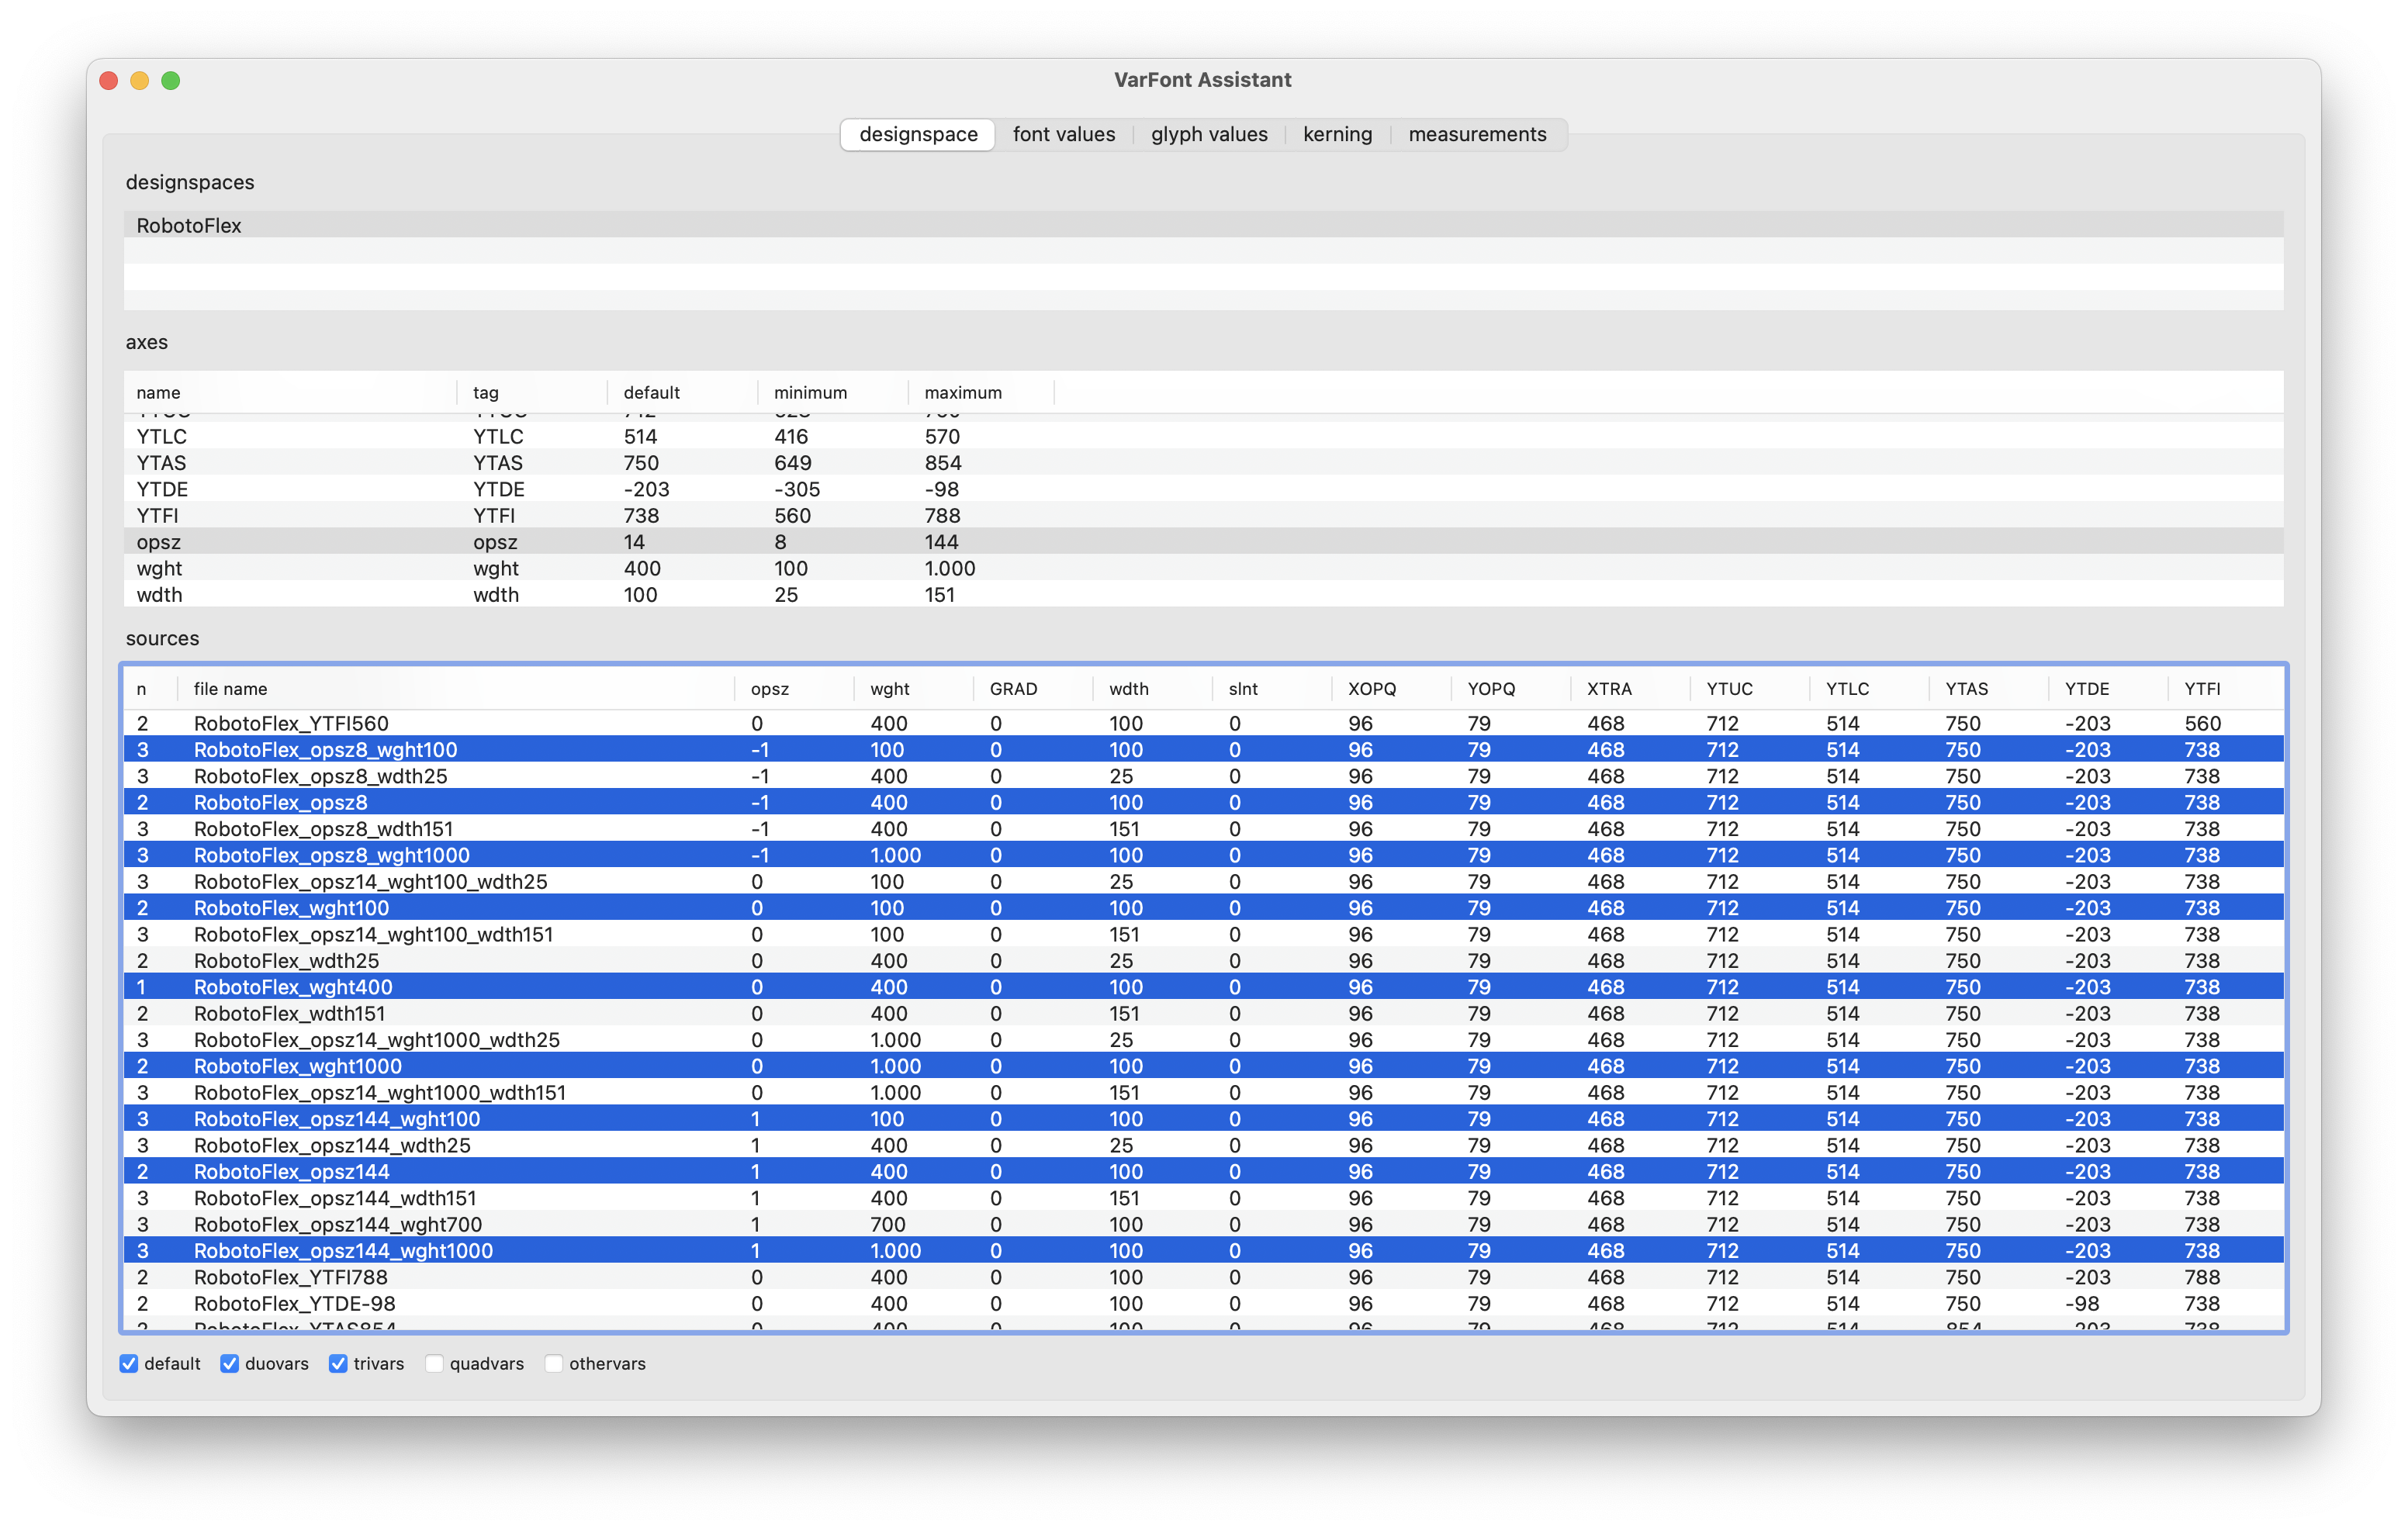 VarFont Assistant
designspace font values glyph values kerning measurements
designspaces
RobotoFlex
axes
name tag default minimum maximum
YTLC YTLC 514 416 570
YTAS YTAS 750 649 854
YTDE YTDE -203 -305 -98
YTFI YTFI 738 560 788
opsz opsz 14 8 144
wght wght 400 100 1.000
wdth wdth 100 25 151
sources
n file name opsz wght GRAD wdth slnt XOPQ YOPQ XTRA YTUC YTLC YTAS YTDE YTFI
2 RobotoFlex_YTFI560 0 400 0 100 0 96 79 468 712 514 750 -203 560
3 RobotoFlex_opsz8_wght100 -1 100 0 100 0 96 79 468 712 514 750 -203 738
3 RobotoFlex_opsz8_wdth25 -1 400 0 25 0 96 79 468 712 514 750 -203 738
2 RobotoFlex_opsz8 -1 400 0 100 0 96 79 468 712 514 750 -203 738
3 RobotoFlex_opsz8_wdth151 -1 400 0 151 0 96 79 468 712 514 750 -203 738
3 RobotoFlex_opsz8_wght1000 -1 1.000 0 100 0 96 79 468 712 514 750 -203 738
3 RobotoFlex_opsz14_wght100_wdth25 0 100 0 25 0 96 79 468 712 514 750 -203 738
2 RobotoFlex_wght100 0 100 0 100 0 96 79 468 712 514 750 -203 738
3 RobotoFlex_opsz14_wght100_wdth151 0 100 0 151 0 96 79 468 712 514 750 -203 738
2 RobotoFlex_wdth25 0 400 0 25 0 96 79 468 712 514 750 -203 738
1 RobotoFlex_wght400 0 400 0 100 0 96 79 468 712 514 750 -203 738
2 RobotoFlex_wdth151 0 400 0 151 0 96 79 468 712 514 750 -203 738
3 RobotoFlex_opsz14_wght1000_wdth25 0 1.000 0 25 0 96 79 468 712 514 750 -203 738
2 RobotoFlex_wght1000 0 1.000 0 100 0 96 79 468 712 514 750 -203 738
3 RobotoFlex_opsz14_wght1000_wdth151 0 1.000 0 151 0 96 79 468 712 514 750 -203 738
3 RobotoFlex_opsz144_wght100 1 100 0 100 0 96 79 468 712 514 750 -203 738
3 RobotoFlex_opsz144_wdth25 1 400 0 25 0 96 79 468 712 514 750 -203 738
2 RobotoFlex_opsz144 1 400 0 100 0 96 79 468 712 514 750 -203 738
3 RobotoFlex_opsz144_wdth151 1 400 0 151 0 96 79 468 712 514 750 -203 738
3 RobotoFlex_opsz144_wght700 1 700 0 100 0 96 79 468 712 514 750 -203 738
3 RobotoFlex_opsz144_wght1000 1 1.000 0 100 0 96 79 468 712 514 750 -203 738
2 RobotoFlex_YTFI788 0 400 0 100 0 96 79 468 712 514 750 -203 788
2 RobotoFlex_YTDE-98 0 400 0 100 0 96 79 468 712 514 750 -98 738
2 RobotoFlex_YTAS854 0 400 0 100 0 96 79 468 712 514 854 -203 738
default duovars trivars quadvars othervars